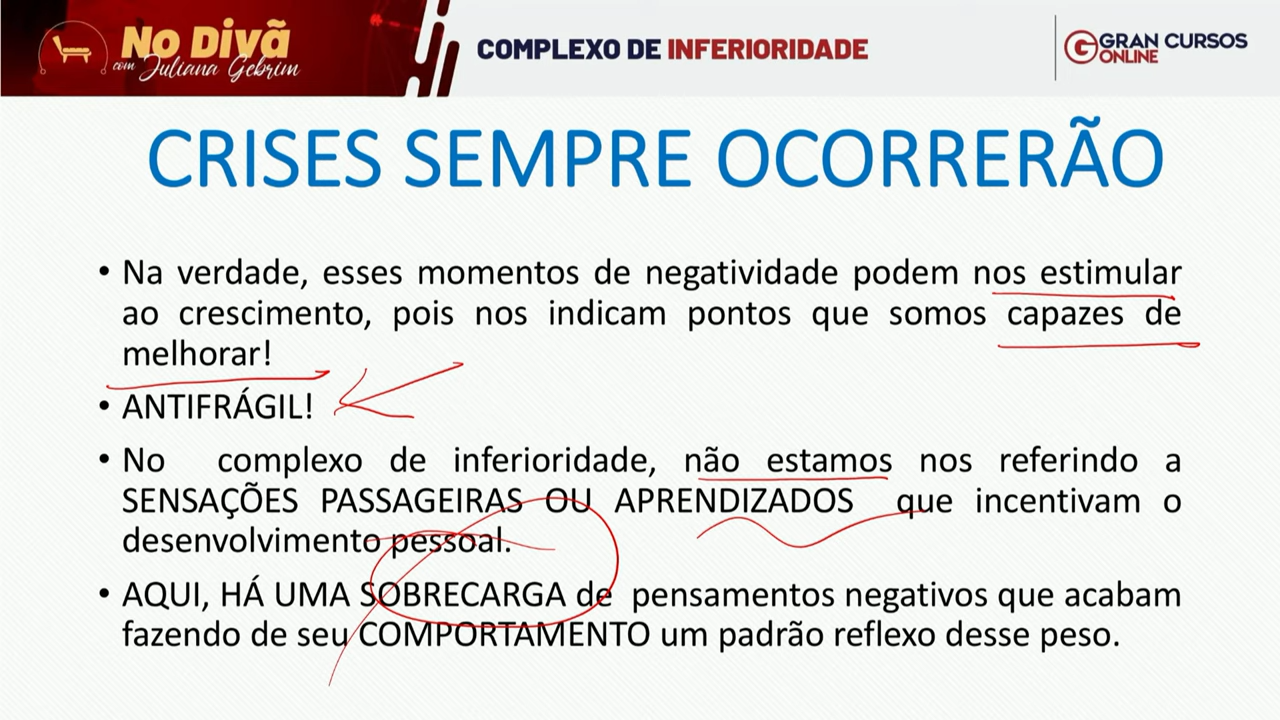 No Divã
com Juliana Gebrim
COMPLEXO DE INFERIORIDADE
GRAN CURSOS
ONLINE
CRISES SEMPRE OCORRERÃO
• Na verdade, esses momentos de negatividade podem nos estimular
ao crescimento, pois nos indicam pontos que somos capazes de
melhorar!
• ANTIFRÁGIL!
• No complexo de inferioridade, não estamos nos referindo a
SENSAÇÕES PASSAGEIRAS OU APRENDIZADOS que incentivam o
desenvolvimento pessoal.
• AQUI, HÁ UMA SOBRECARGA de pensamentos negativos que acabam
fazendo de seu COMPORTAMENTO um padrão reflexo desse peso.